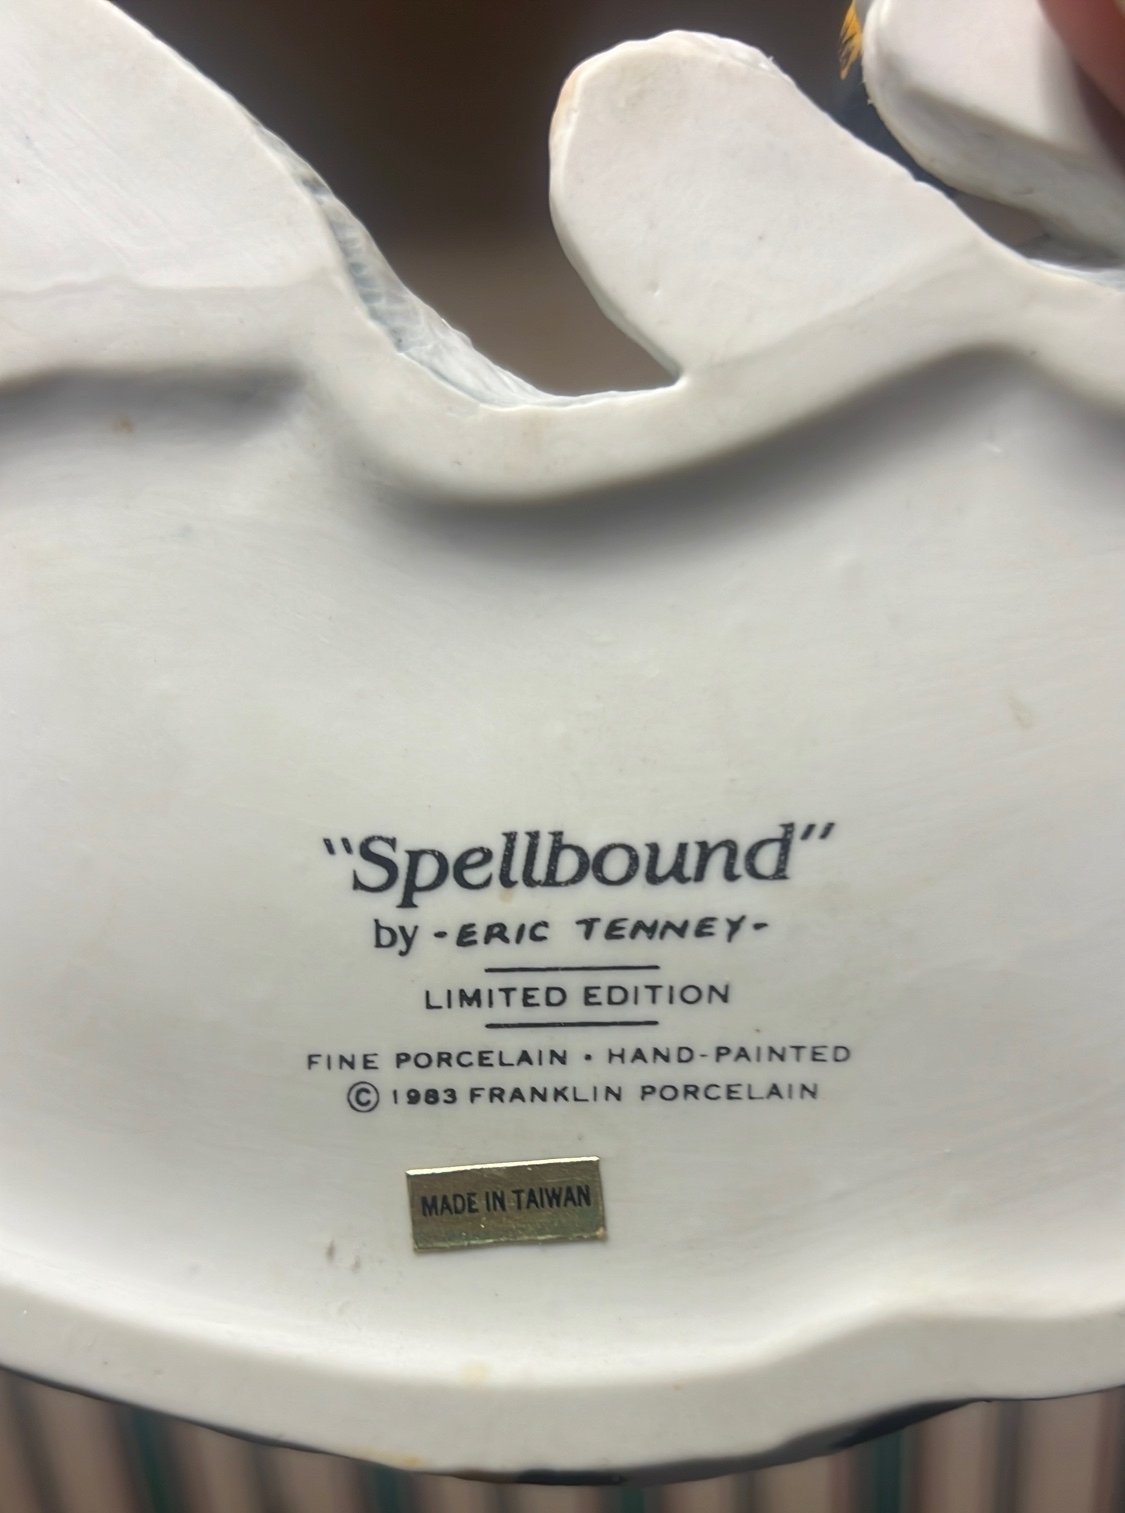 "Spellbound"
by -ERIC TENNEY-
LIMITED EDITION
FINE PORCELAIN • HAND-PAINTED
© 1983 FRANKLIN PORCELAIN
MADE IN TAIWAN